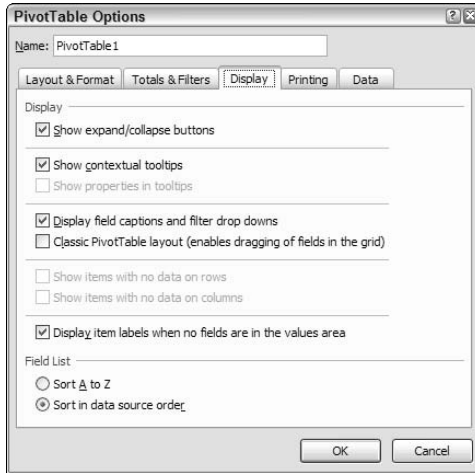 PivotTable Options
Name: PivotTable1
Layout & Format Totals & Filters Display Printing Data
Display
Show expand/collapse buttons
Show contextual tooltips
Show properties in tooltips
Display field captions and filter drop downs
Classic PivotTable layout (enables dragging of fields in the grid)
Show items with no data on rows
Show items with no data on columns
Display item labels when no fields are in the values area
Field List
Sort A to Z
Sort in data source order
OK Cancel